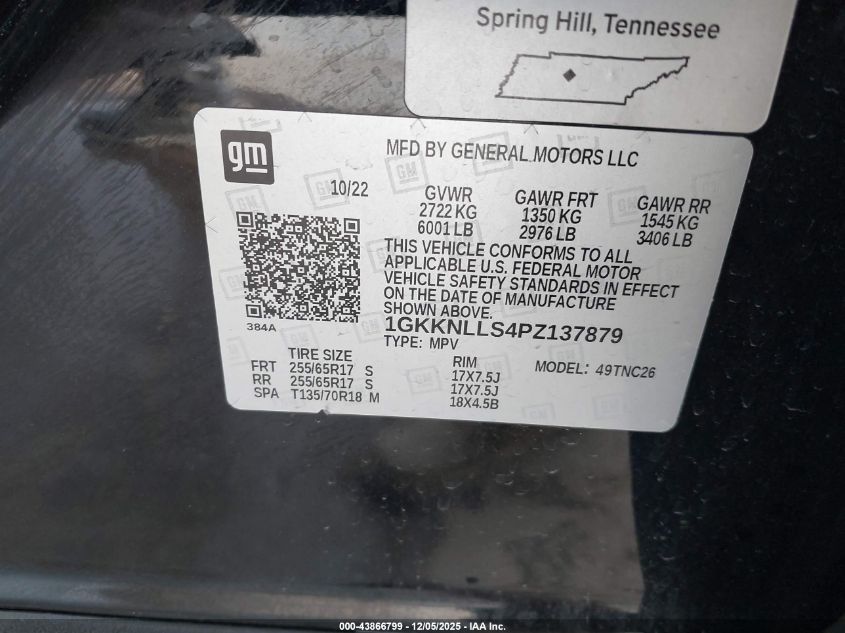 Spring Hill, Tennessee
gm
MFD BY GENERAL MOTORS LLC
10/22
GVWR GAWR FRT GAWR RR
2722 KG 1350 KG 1545 KG
6001 LB 2976 LB 3406 LB
THIS VEHICLE CONFORMS TO ALL
APPLICABLE U.S. FEDERAL MOTOR
VEHICLE SAFETY STANDARDS IN EFFECT
ON THE DATE OF MANUFACTURE
SHOWN ABOVE.
384A
1GKKNLLS4PZ137879
TYPE: MPV
TIRE SIZE RIM MODEL: 49TNC26
FRT 255/65R17 S 17X7.5J
RR 255/65R17 S 17X7.5J
SPA T135/70R18 M 18X4.5B
000-43866799 - 12/05/2025 - IAA Inc.